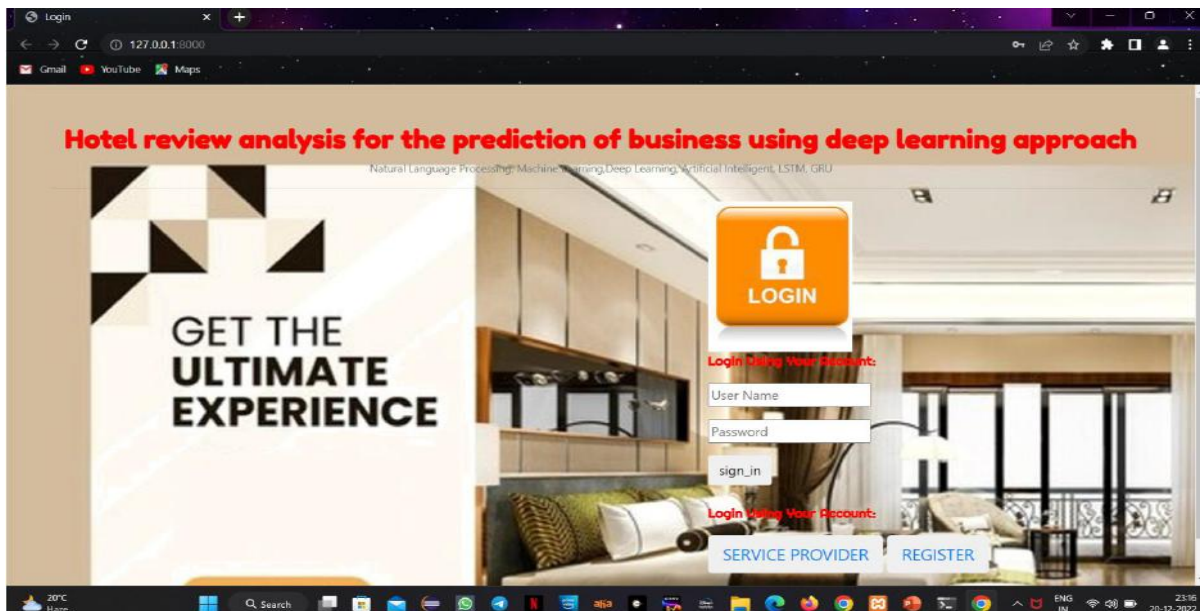 Login
127.0.0.1:8000
Gmail YouTube Maps
Hotel review analysis for the prediction of business using deep learning approach
Natural Language Processing, Machine Learning,Deep Learning, Artificial Intelligent, LSTM, GRU
LOGIN
GET THE
ULTIMATE
EXPERIENCE
Login Using Your Account:
User Name
Password
sign_in
Login Using Your Account:
SERVICE PROVIDER REGISTER
20°C
Haze
Search
ENG
IN
23:16